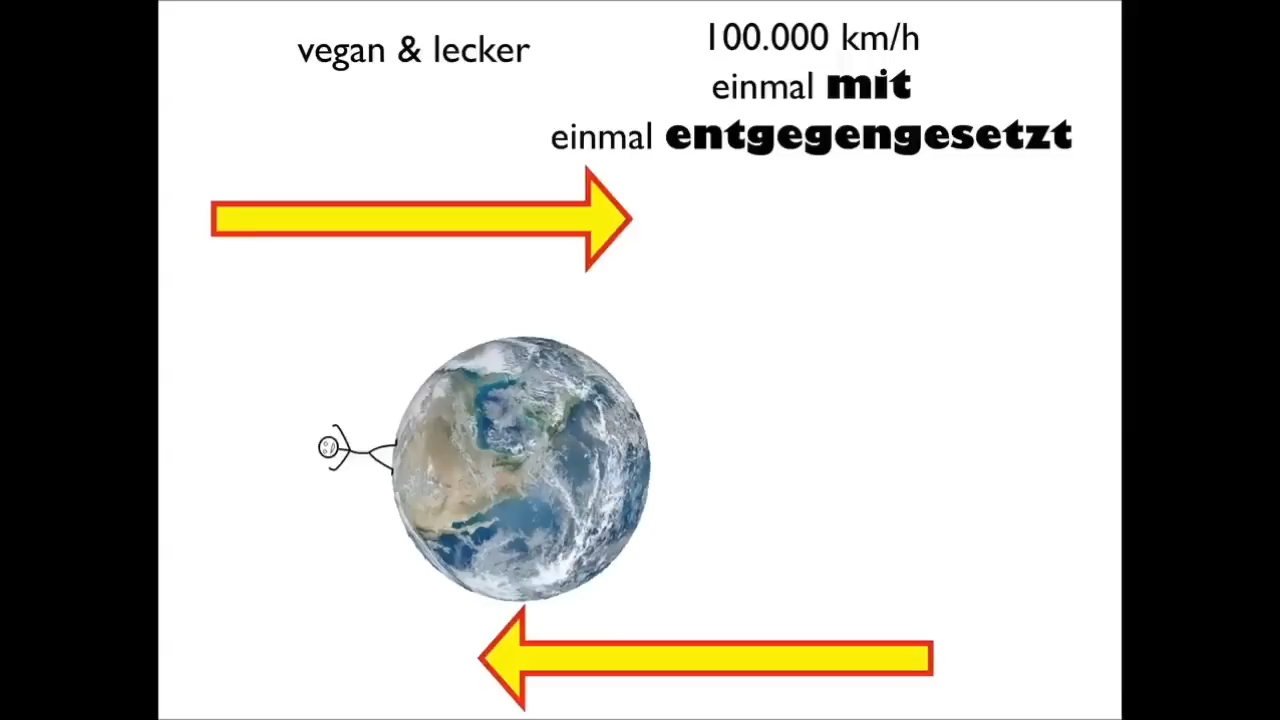 vegan & lecker
100.000 km/h
einmal mit
einmal entgegengesetzt